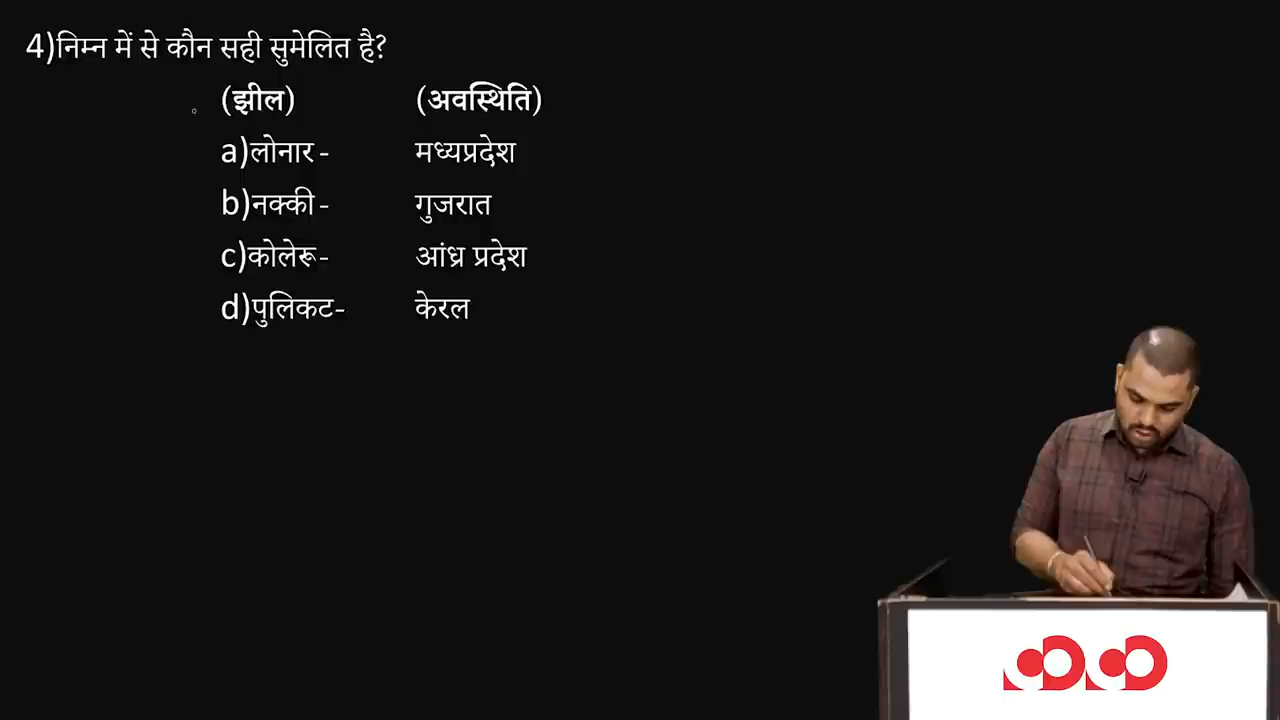 4)निम्न में से कौन सही सुमेलित है?
(झील) (अवस्थिति)
a)लोनार - मध्यप्रदेश
b)नक्की - गुजरात
c)कोलेरू- आंध्र प्रदेश
d)पुलिकट- केरल